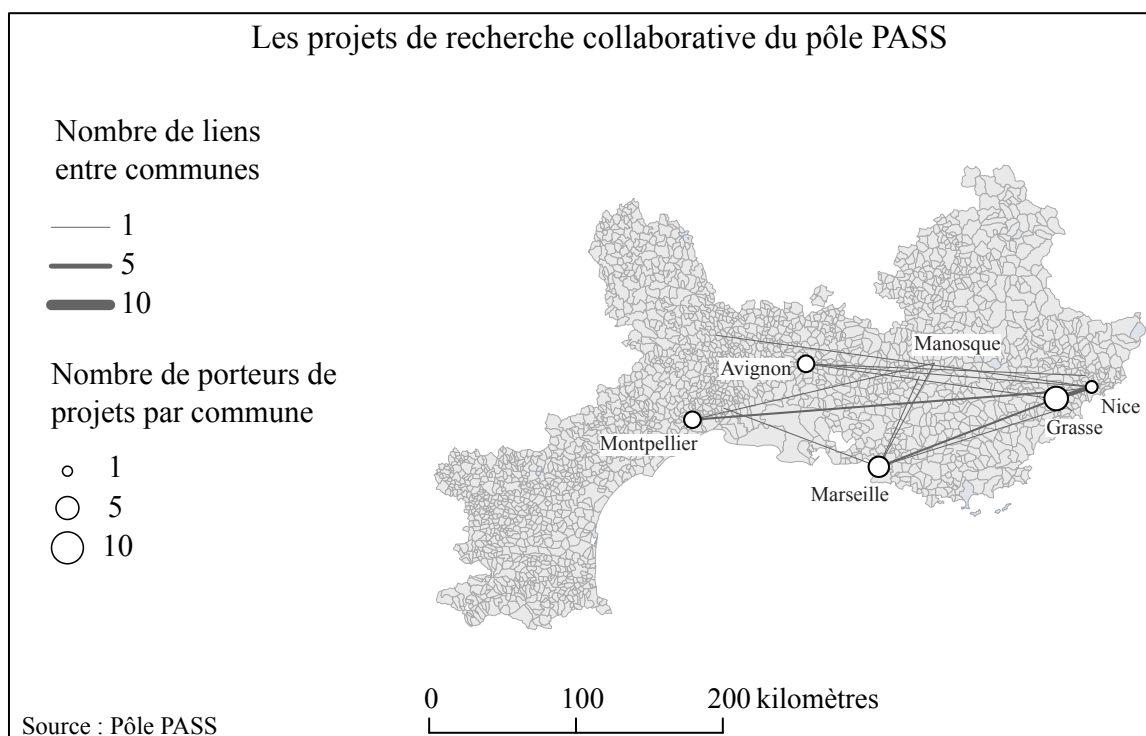 Les projets de recherche collaborative du pôle PASS
Nombre de liens
entre communes
1
5
10
Nombre de porteurs de
projets par commune
1
5
10
Manosque
Avignon
Nice
Grasse
Montpellier
Marseille
0 100 200 kilomètres
Source : Pôle PASS